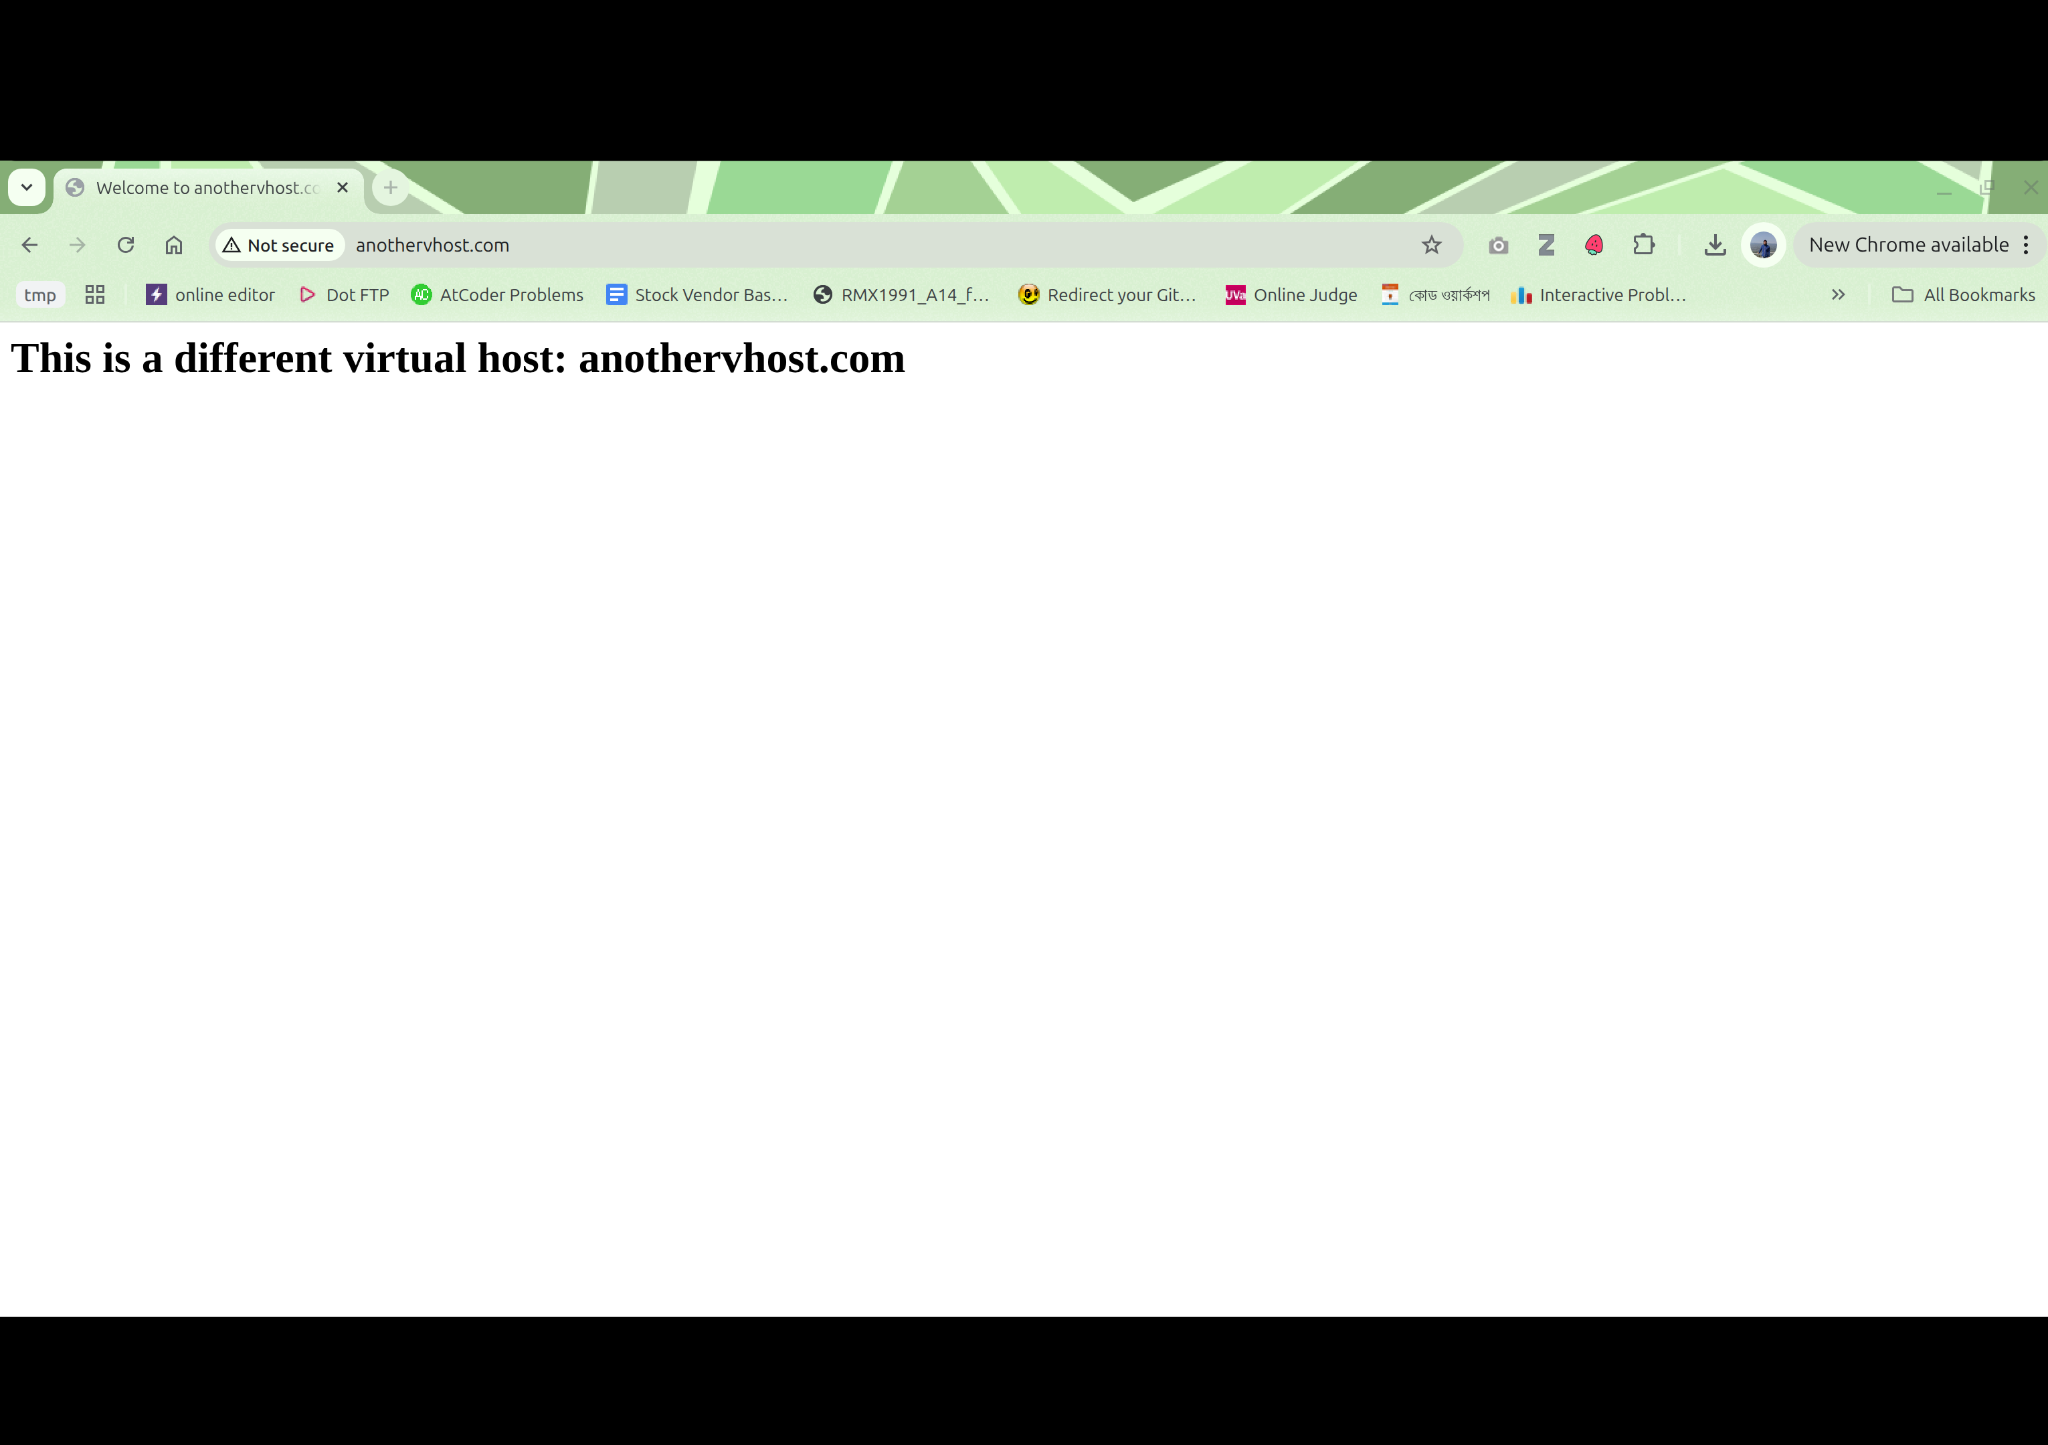 Welcome to anothervhost.co
Not secure anothervhost.com New Chrome available
tmp online editor Dot FTP AC AtCoder Problems Stock Vendor Bas... RMX1991_A14_f... Redirect your Git... UVa Online Judge কোড ওয়ার্কশপ Interactive Probl... All Bookmarks
This is a different virtual host: anothervhost.com